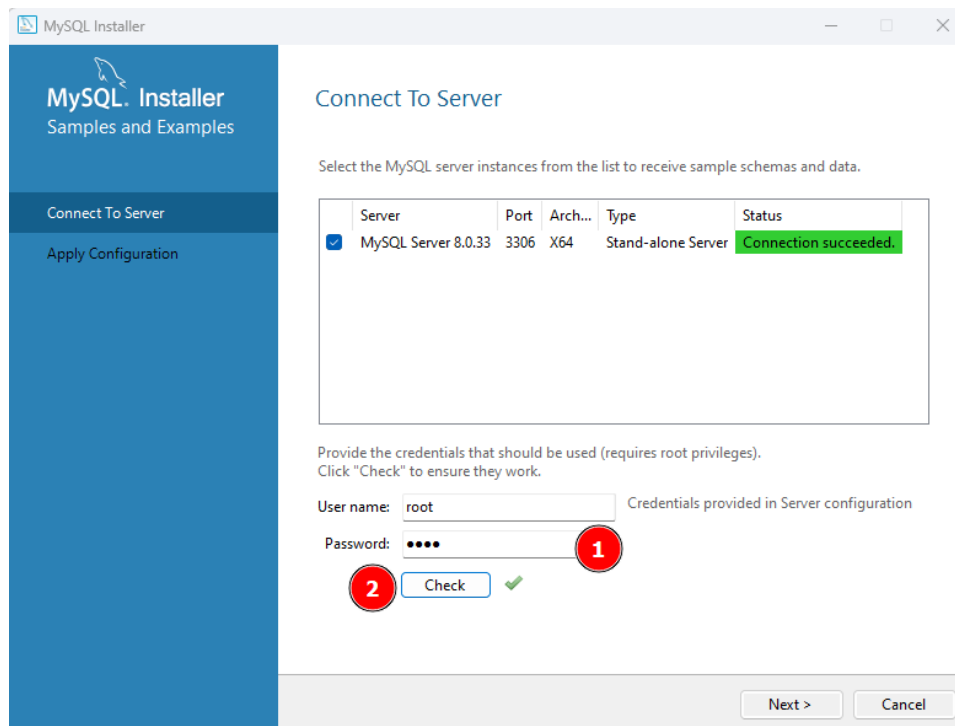 MySQL Installer
MySQL. Installer
Samples and Examples
Connect To Server
Apply Configuration
Connect To Server
Select the MySQL server instances from the list to receive sample schemas and data.
Server Port Arch... Type Status
MySQL Server 8.0.33 3306 X64 Stand-alone Server Connection succeeded.
Provide the credentials that should be used (requires root privileges).
Click "Check" to ensure they work.
User name: root Credentials provided in Server configuration
Password: ●●●● 1
2 Check
Next > Cancel